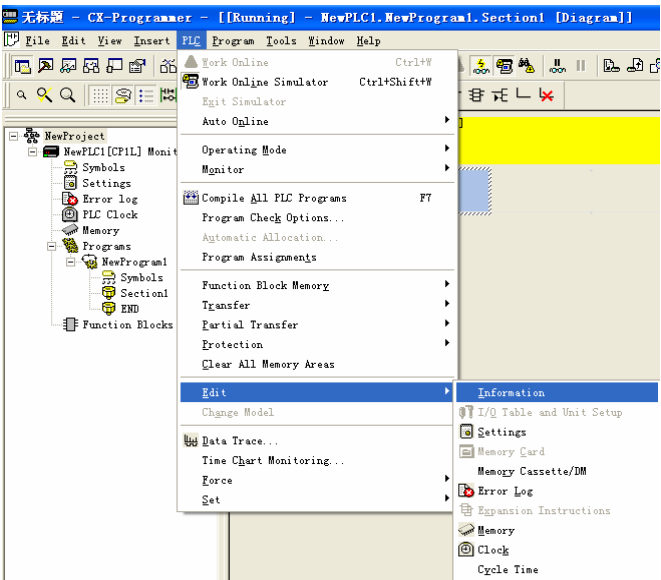 无标题 - CX-Programmer - [[Running] - NewPLC1.NewProgram1.Section1 [Diagram]]
File Edit View Insert PLC Program Tools Window Help
Work Online Ctrl+W
Work Online Simulator Ctrl+Shift+W
Exit Simulator
Auto Online
Operating Mode
Monitor
Compile All PLC Programs F7
Program Check Options...
Automatic Allocation...
Program Assignments
Function Block Memory
Transfer
Partial Transfer
Protection
Clear All Memory Areas
Edit
Change Model
Data Trace...
Time Chart Monitoring...
Force
Set
NewProject
NewPLC1[CP1L] Monit
Symbols
Settings
Error log
PLC Clock
Memory
Programs
NewProgram1
Symbols
Section1
END
Function Blocks
Information
I/O Table and Unit Setup
Settings
Memory Card
Memory Cassette/DM
Error Log
Expansion Instructions
Memory
Clock
Cycle Time